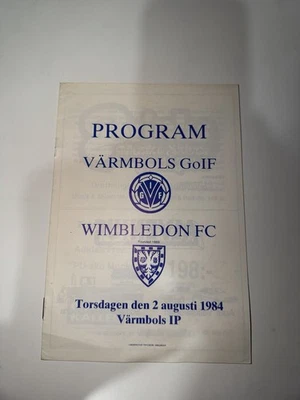 PROGRAM
VÄRMBOLS GoIF
WIMBLEDON FC
Torsdagen den 2 augusti 1984
Värmbols IP